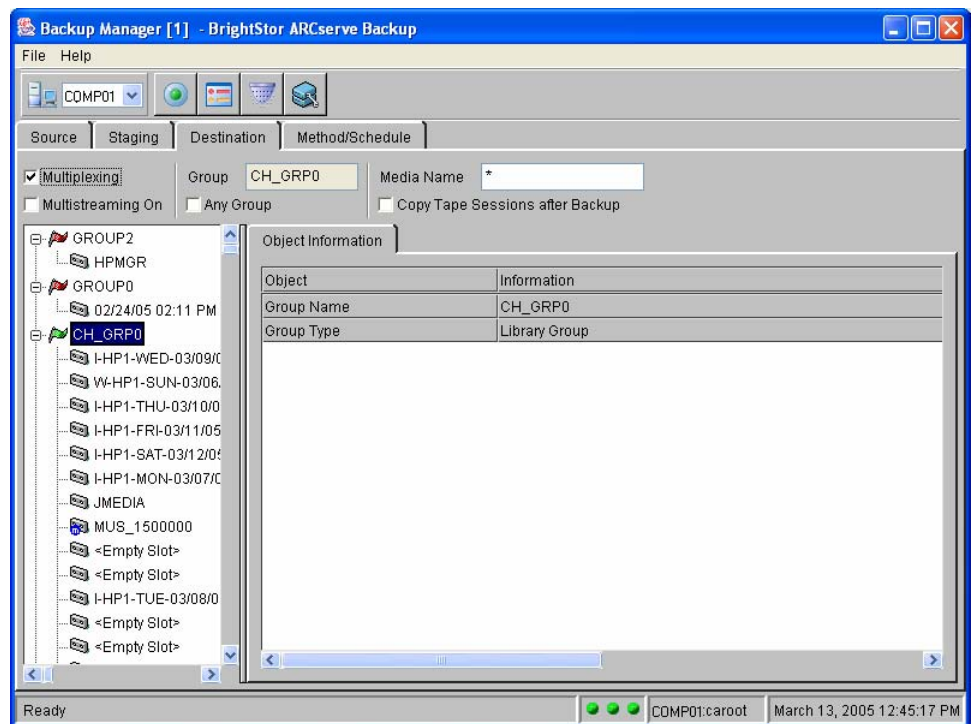 Backup Manager [1] - BrightStor ARCserve Backup
File Help
COMP01
Source Staging Destination Method/Schedule
Multiplexing Group CH_GRP0 Media Name *
Multistreaming On Any Group Copy Tape Sessions after Backup
GROUP2
HPMGR
GROUP0
02/24/05 02:11 PM
CH_GRP0
I-HP1-WED-03/09/0
W-HP1-SUN-03/06
I-HP1-THU-03/10/0
I-HP1-FRI-03/11/05
I-HP1-SAT-03/12/05
I-HP1-MON-03/07/0
JMEDIA
MUS_1500000
<Empty Slot>
<Empty Slot>
I-HP1-TUE-03/08/0
<Empty Slot>
<Empty Slot>
Object Information
Object Information
Group Name CH_GRP0
Group Type Library Group
Ready COMP01:caroot March 13, 2005 12:45:17 PM